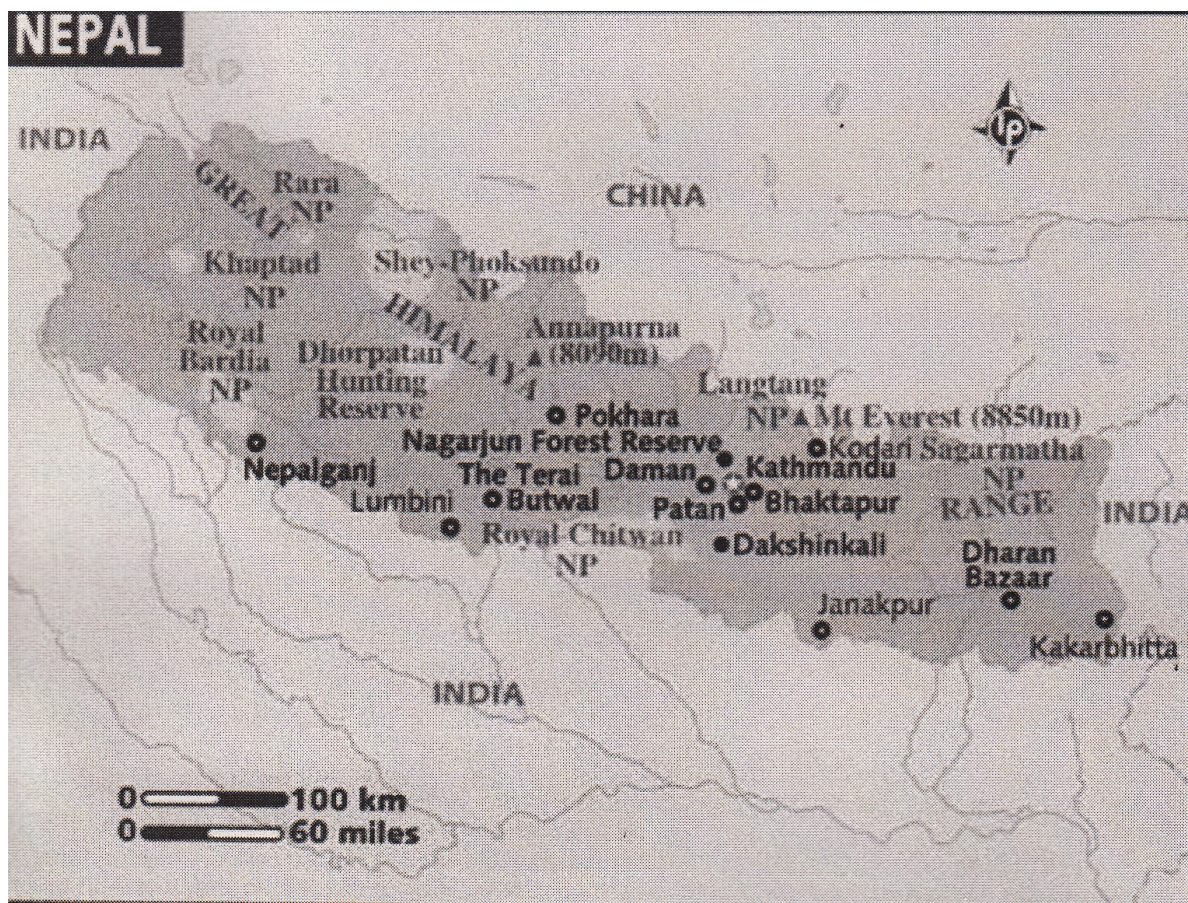 NEPAL
INDIA
lp
GREAT
Rara
NP
CHINA
Khaptad
NP
Shey-Phoksundo
NP
HIMALAYA
Royal
Bardia
NP
Dhorpatan
Hunting
Reserve
Annapurna
(8090m)
Langtang
NP
Mt Everest (8850m)
Pokhara
Nagarjun Forest Reserve
Kodari
Sagarmatha
NP
RANGE
Nepalganj
The Terai
Daman
Kathmandu
Lumbini
Butwal
Patan
Bhaktapur
INDIA
Royal Chitwan
NP
Dakshinkali
Dharan
Bazaar
Janakpur
Kakarbhitta
INDIA
0 100 km
0 60 miles